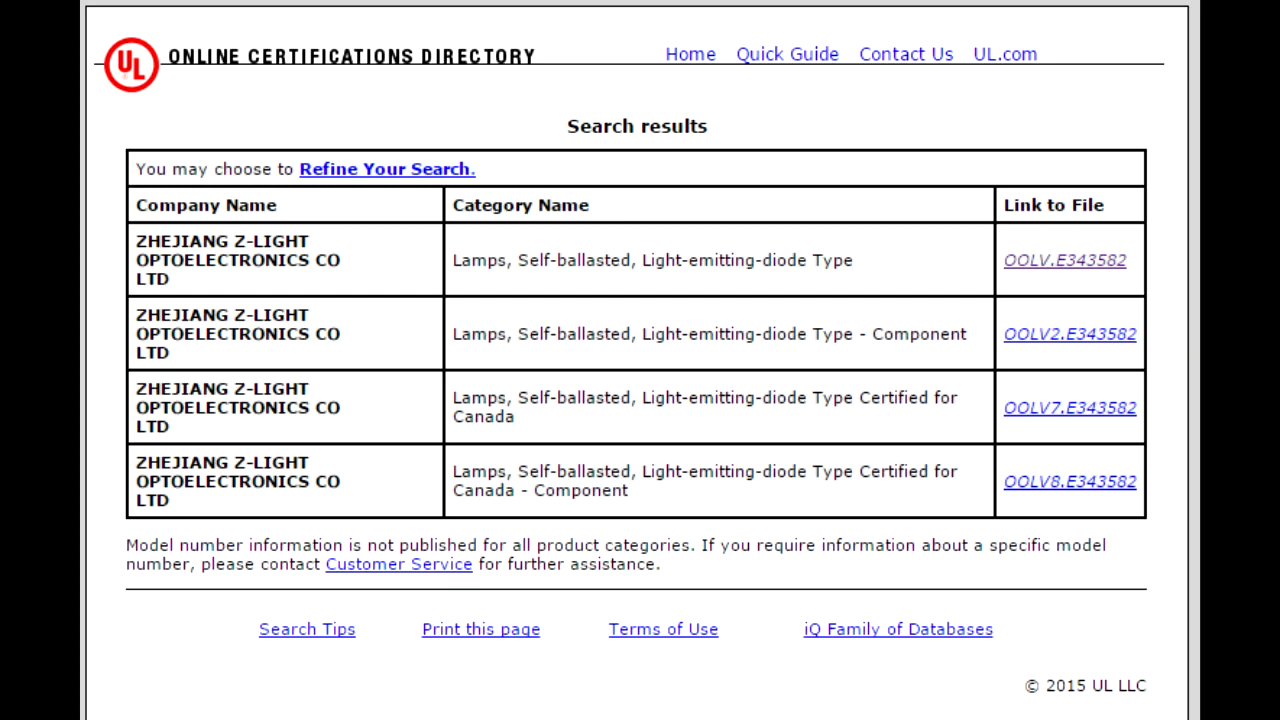 UL ONLINE CERTIFICATIONS DIRECTORY Home Quick Guide Contact Us UL.com
Search results
You may choose to Refine Your Search.
Company Name Category Name Link to File
ZHEJIANG Z-LIGHT
OPTOELECTRONICS CO
LTD
Lamps, Self-ballasted, Light-emitting-diode Type
OOLV.E343582
ZHEJIANG Z-LIGHT
OPTOELECTRONICS CO
LTD
Lamps, Self-ballasted, Light-emitting-diode Type - Component
OOLV2.E343582
ZHEJIANG Z-LIGHT
OPTOELECTRONICS CO
LTD
Lamps, Self-ballasted, Light-emitting-diode Type Certified for
Canada
OOLV7.E343582
ZHEJIANG Z-LIGHT
OPTOELECTRONICS CO
LTD
Lamps, Self-ballasted, Light-emitting-diode Type Certified for
Canada - Component
OOLV8.E343582
Model number information is not published for all product categories. If you require information about a specific model
number, please contact Customer Service for further assistance.
Search Tips Print this page Terms of Use iQ Family of Databases
© 2015 UL LLC